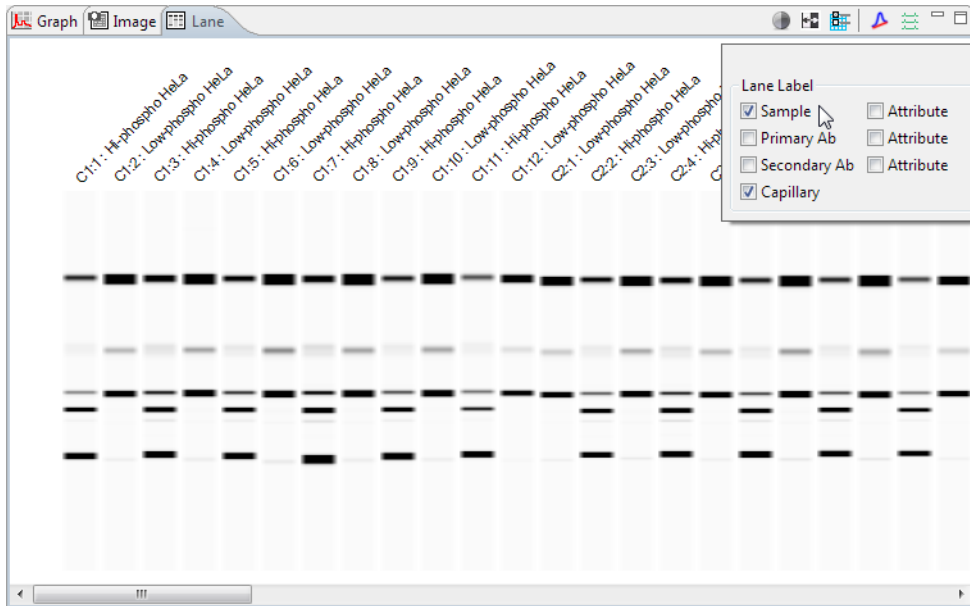 Graph Image Lane
C1:1 : Hi-phospho HeLa
C1:2 : Low-phospho HeLa
C1:3 : Hi-phospho HeLa
C1:4 : Low-phospho HeLa
C1:5 : Hi-phospho HeLa
C1:6 : Low-phospho HeLa
C1:7 : Hi-phospho HeLa
C1:8 : Low-phospho HeLa
C1:9 : Hi-phospho HeLa
C1:10 : Low-phospho HeLa
C1:11 : Hi-phospho HeLa
C1:12 : Low-phospho HeLa
C2:1 : Low-phospho HeLa
C2:2 : Hi-phospho HeLa
C2:3 : Low-phospho
C2:4 : Hi-ph
Lane Label
Sample Attribute
Primary Ab Attribute
Secondary Ab Attribute
Capillary